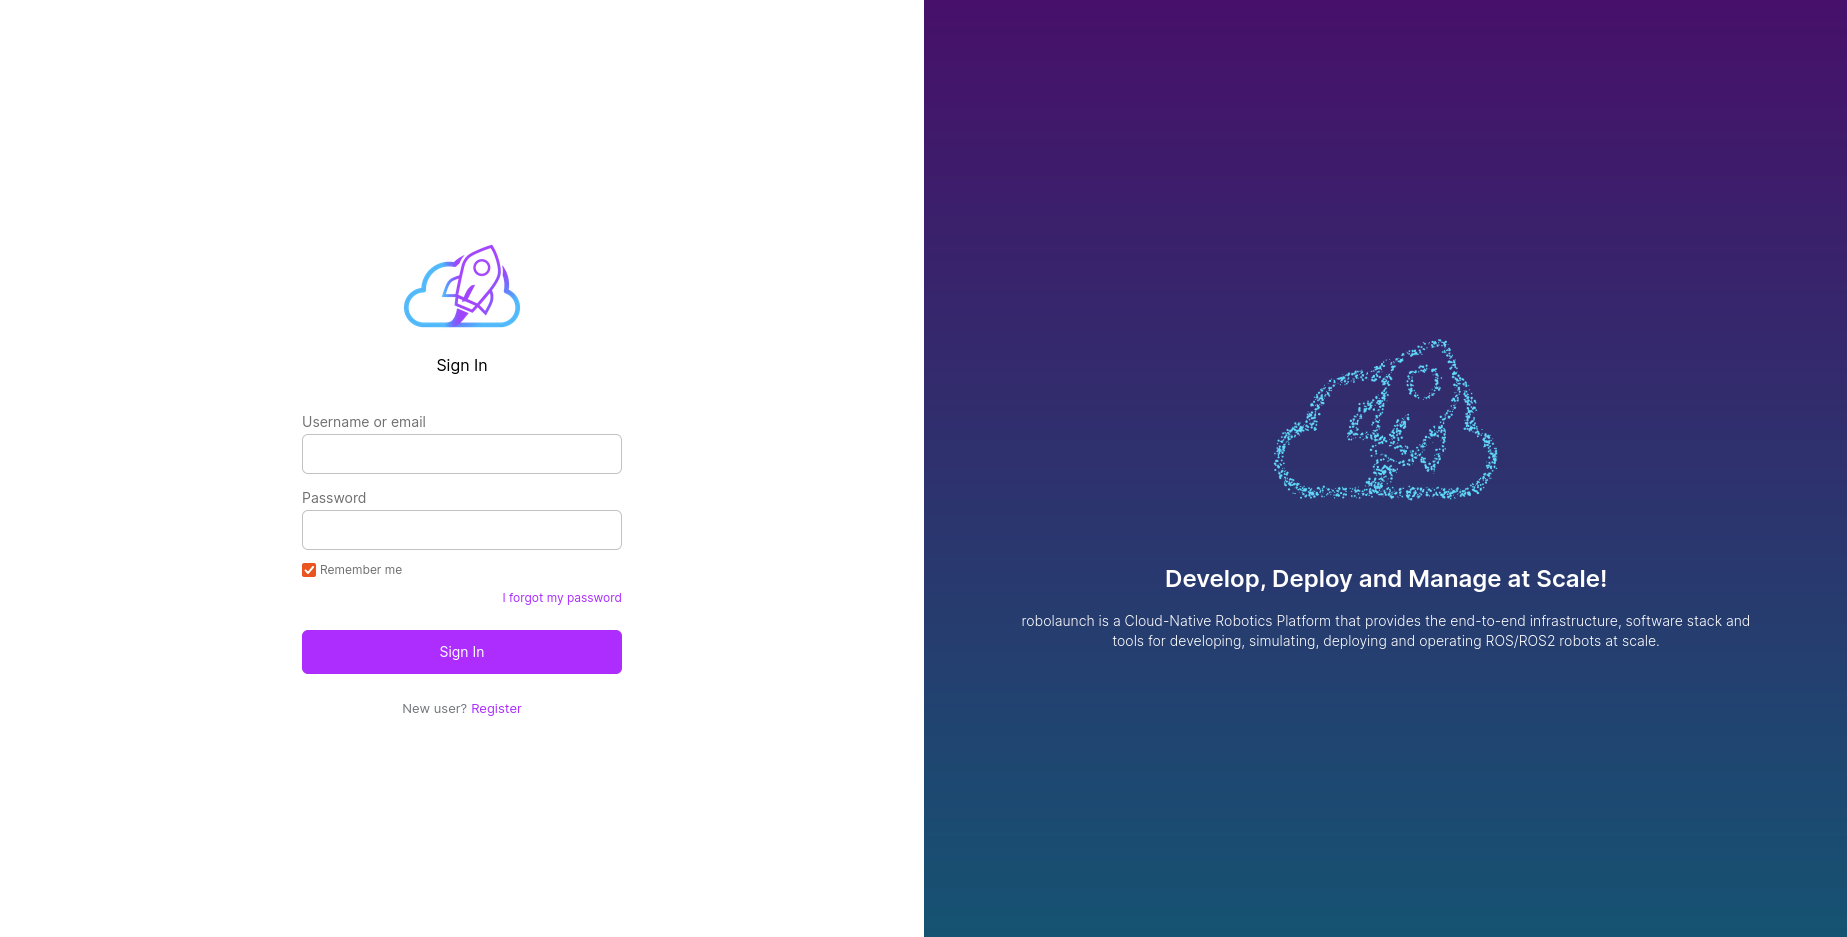 Sign In
Username or email
Password
Remember me
I forgot my password
Sign In
New user? Register
Develop, Deploy and Manage at Scale!
robolaunch is a Cloud-Native Robotics Platform that provides the end-to-end infrastructure, software stack and
tools for developing, simulating, deploying and operating ROS/ROS2 robots at scale.